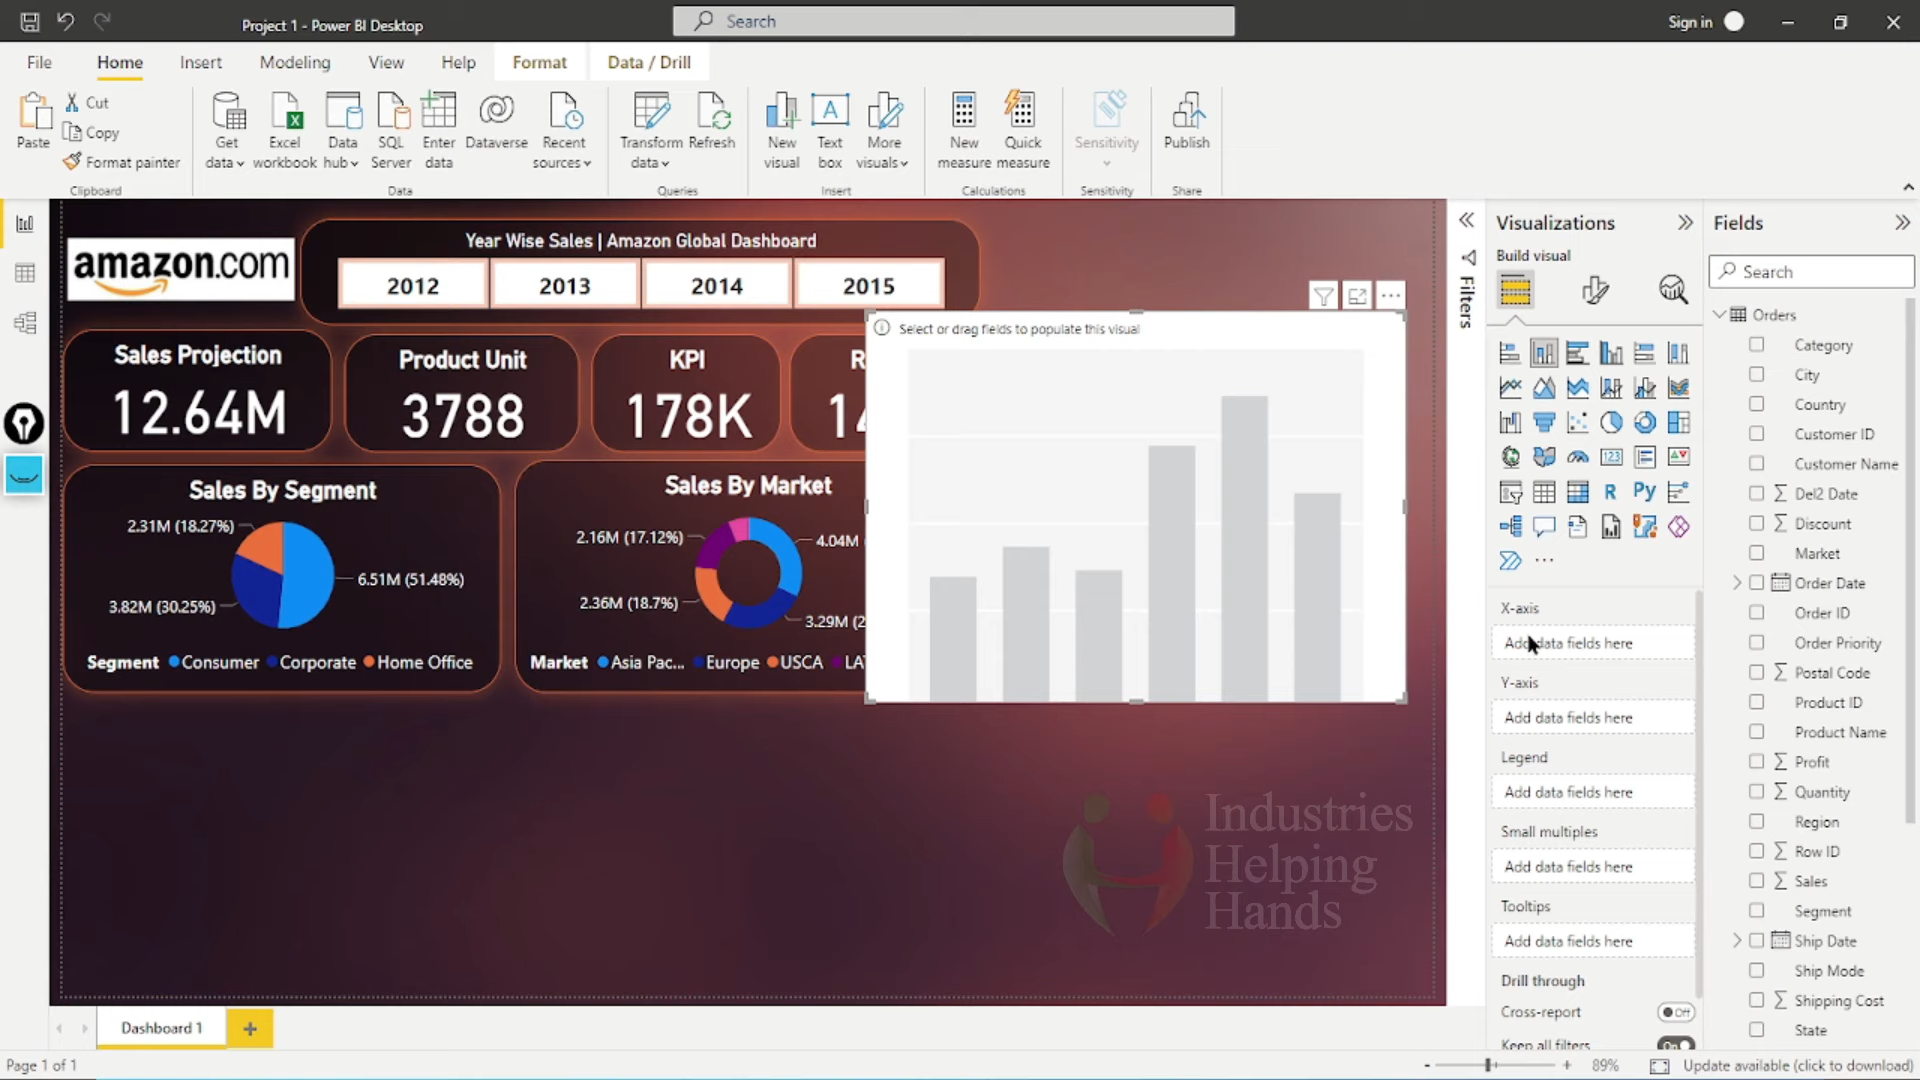 Project 1 - Power BI Desktop
Search
Sign in
File
Home
Insert
Modeling
View
Help
Format
Data / Drill
Paste
Cut
Copy
Format painter
Clipboard
Get data
Excel workbook
Data hub
SQL Server
Enter data
Dataverse
Recent sources
Data
Transform data
Refresh
Queries
New visual
Text box
More visuals
Insert
New measure
Quick measure
Calculations
Sensitivity
Sensitivity
Publish
Share
amazon.com
Year Wise Sales | Amazon Global Dashboard
2012
2013
2014
2015
Sales Projection
12.64M
Product Unit
3788
KPI
178K
R
14
Select or drag fields to populate this visual
Sales By Segment
2.31M (18.27%)
6.51M (51.48%)
3.82M (30.25%)
Segment
Consumer
Corporate
Home Office
Sales By Market
2.16M (17.12%)
4.04M
2.36M (18.7%)
3.29M (2
Market
Asia Pac...
Europe
USCA
LA
Industries
Helping
Hands
Filters
Visualizations
Build visual
123
R
Py
X-axis
Add data fields here
Y-axis
Add data fields here
Legend
Add data fields here
Small multiples
Add data fields here
Tooltips
Add data fields here
Drill through
Cross-report
Off
Keep all filters
On
Fields
Search
Orders
Category
City
Country
Customer ID
Customer Name
Del2 Date
Discount
Market
Order Date
Order ID
Order Priority
Postal Code
Product ID
Product Name
Profit
Quantity
Region
Row ID
Sales
Segment
Ship Date
Ship Mode
Shipping Cost
State
Dashboard 1
Page 1 of 1
89%
Update available (click to download)